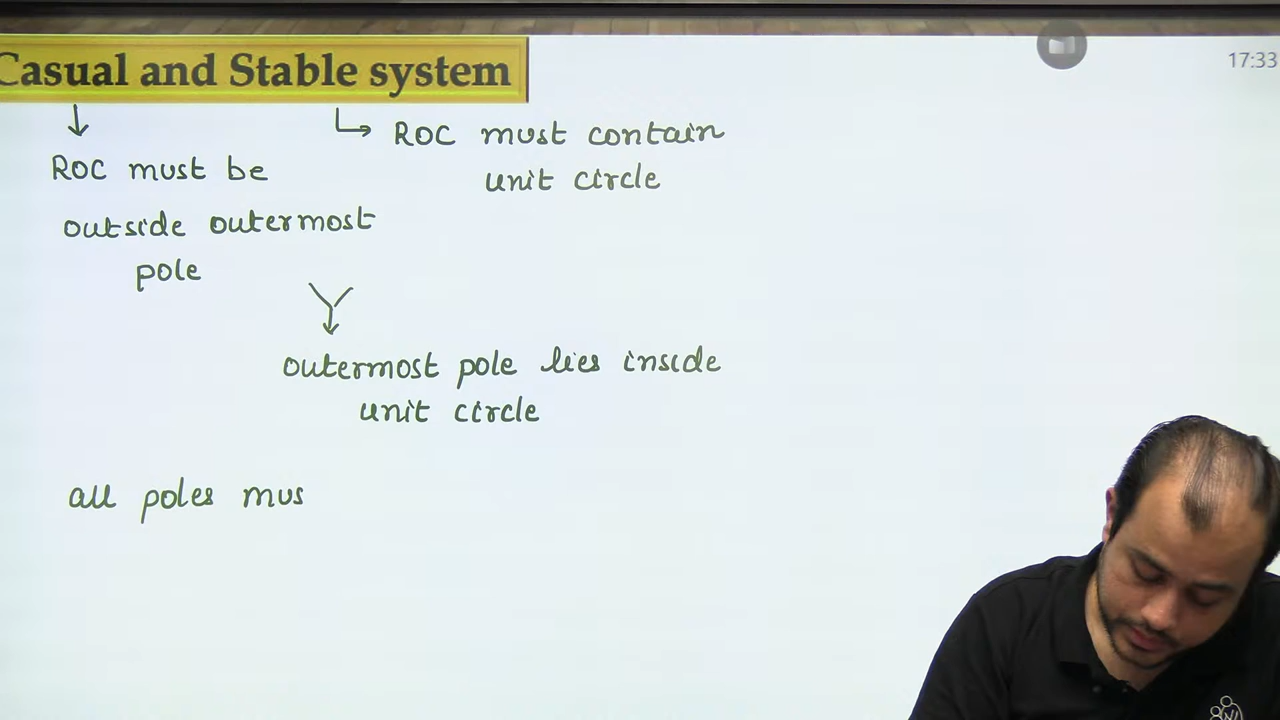 Casual and Stable system
17:33
ROC must contain
unit circle
ROC must be
outside outermost
pole
outermost pole lies inside
unit circle
all poles mus